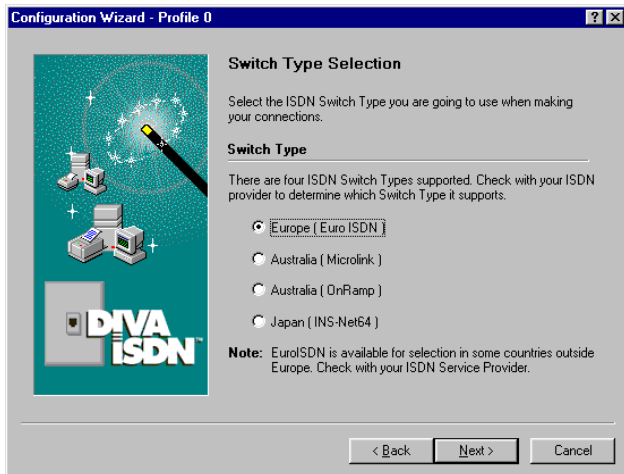 Configuration Wizard - Profile 0
Switch Type Selection
Select the ISDN Switch Type you are going to use when making
your connections.
Switch Type
There are four ISDN Switch Types supported. Check with your ISDN
provider to determine which Switch Type it supports.
Europe ( Euro ISDN )
Australia ( Microlink )
Australia ( OnRamp )
Japan ( INS-Net64 )
Note: EuroISDN is available for selection in some countries outside
Europe. Check with your ISDN Service Provider.
DIVA
ISDN™
< Back
Next >
Cancel